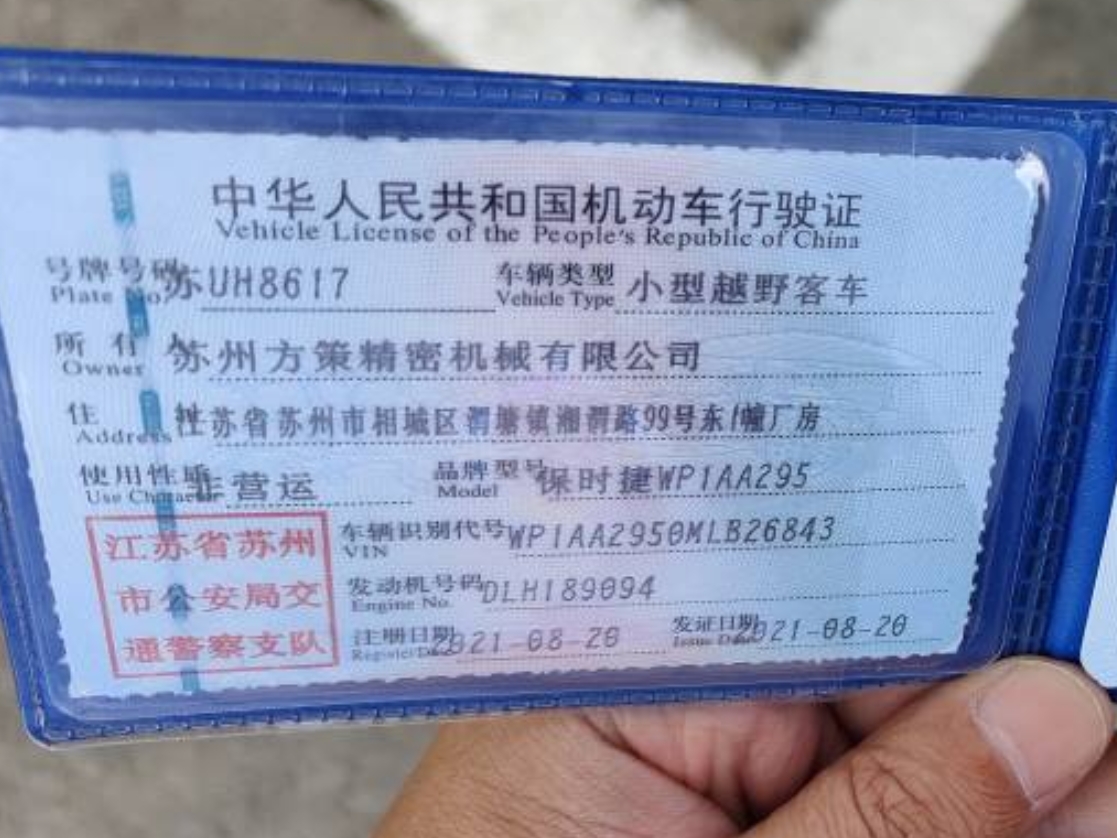 中华人民共和国机动车行驶证
Vehicle License of the People's Republic of China
号牌号码 苏UH8617 车辆类型 小型越野客车
Plate No. Vehicle Type
所有人 苏州方策精密机械有限公司
Owner
住址 江苏省苏州市相城区渭塘镇湘渭路99号东1幢厂房
Address
使用性质 非营运 品牌型号 保时捷WP1AA295
Use Character Model
江苏省苏州 车辆识别代号 WP1AA2950MLB26843
VIN
市公安局交 发动机号码 DLH189094
Engine No.
通警察支队 注册日期 2021-08-20 发证日期 2021-08-20
Register Date Issue Date